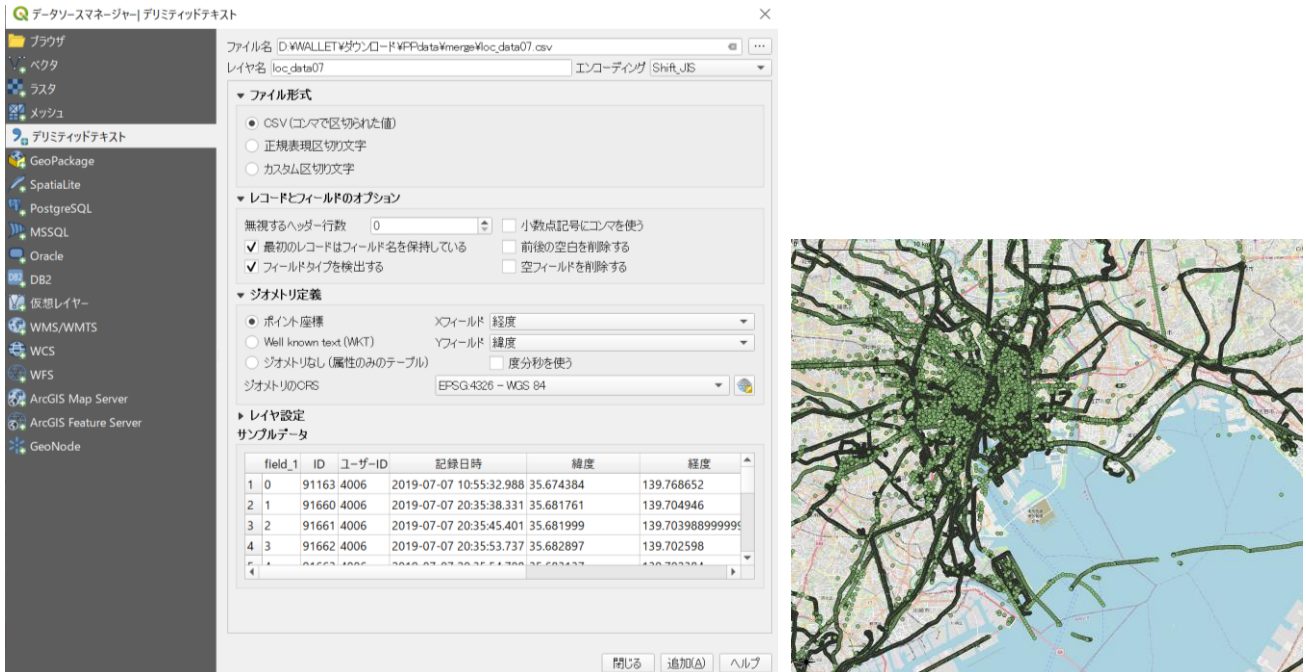 データソースマネージャー| デリミティッドテキスト
ブラウザ
ベクタ
ラスタ
メッシュ
デリミティッドテキスト
GeoPackage
SpatiaLite
PostgreSQL
MSSQL
Oracle
DB2
仮想レイヤー
WMS/WMTS
WCS
WFS
ArcGIS Map Server
ArcGIS Feature Server
GeoNode
ファイル名 D:¥WALLET¥ダウンロード¥PPdata¥merge¥loc_data07.csv
レイヤ名 loc_data07 エンコーディング Shift_JIS
ファイル形式
CSV(コンマで区切られた値)
正規表現区切り文字
カスタム区切り文字
レコードとフィールドのオプション
無視するヘッダー行数 0 小数点記号にコンマを使う
最初のレコードはフィールド名を保持している 前後の空白を削除する
フィールドタイプを検出する 空フィールドを削除する
ジオメトリ定義
ポイント座標 Xフィールド 経度
Well known text (WKT) Yフィールド 緯度
ジオメトリなし (属性のみのテーブル) 度分秒を使う
ジオメトリのCRS EPSG:4326 - WGS 84
レイヤ設定
サンプルデータ
field_1 ID ユーザーID 記録日時 緯度 経度
1 0 91163 4006 2019-07-07 10:55:32.988 35.674384 139.768652
2 1 91660 4006 2019-07-07 20:35:38.331 35.681761 139.704946
3 2 91661 4006 2019-07-07 20:35:45.401 35.681999 139.703988899999
4 3 91662 4006 2019-07-07 20:35:53.737 35.682897 139.702598
閉じる 追加(A) ヘルプ